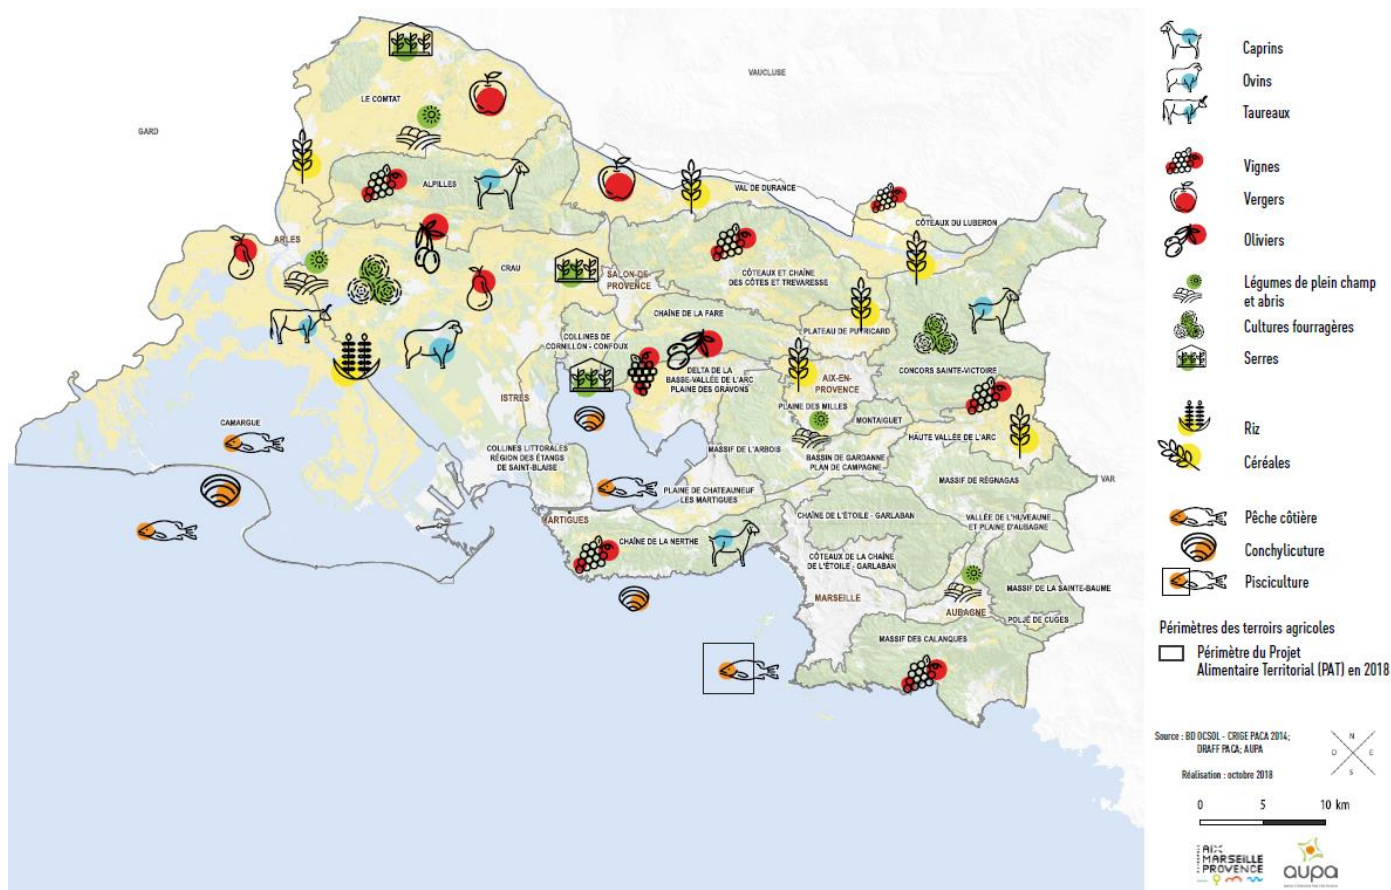 VAUCLUSE
GARD
LE COMTAT
ALPILLES
VAL DE DURANCE
CÔTEAUX DU LUBERON
ARLES
CRAU
SALON-DE-
PROVENCE
CÔTEAUX ET CHAÎNE
DES CÔTES ET TREVARESSE
CHAÎNE DE LA FARE
PLATEAU DE PUYRICARD
COLLINES DE
CORNILLON - CONFOUX
DELTA DE LA
BASSE-VALLÉE DE L'ARC
PLAINE DES GRAVONS
AIX-EN-
PROVENCE
CONCORS SAINTE-VICTOIRE
ISTRES
PLAINE DES MILLES
MONTAIGUET
CAMARGUE
HAUTE VALLÉE DE L'ARC
COLLINES LITTORALES
RÉGION DES ÉTANGS
DE SAINT-BLAISE
MASSIF DE L'ARBOIS
BASSIN DE GARDANNE
PLAN DE CAMPAGNE
MASSIF DE RÉGNAGAS
VAR
PLAINE DE CHATEAUNEUF
LES MARTIGUES
MARTIGUES
CHAÎNE DE LA NERTHE
CHAÎNE DE L'ÉTOILE - GARLABAN
VALLÉE DE L'HUVEAUNE
ET PLAINE D'AUBAGNE
CÔTEAUX DE LA CHAÎNE
DE L'ÉTOILE - GARLABAN
MARSEILLE
MASSIF DE LA SAINTE-BAUME
AUBAGNE
POLJÉ DE CUGES
MASSIF DES CALANQUES
Caprins
Ovins
Taureaux
Vignes
Vergers
Oliviers
Légumes de plein champ
et abris
Cultures fourragères
Serres
Riz
Céréales
Pêche côtière
Conchylicuture
Pisciculture
Périmètres des terroirs agricoles
Périmètre du Projet
Alimentaire Territorial (PAT) en 2018
Source : BD OCSOL - CRIGE PACA 2014;
DRAFF PACA; AUPA
Réalisation : octobre 2018
N
O E
S
0 5 10 km
AIX
MARSEILLE
PROVENCE
aupa